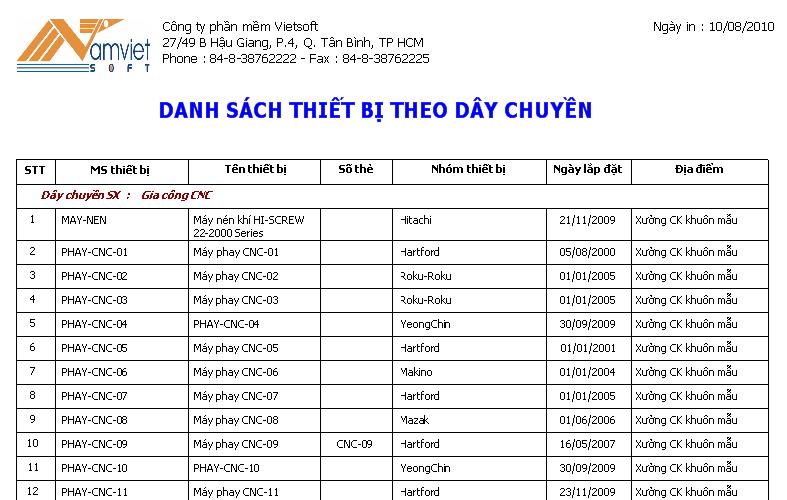 Namviet
SOFT
Công ty phần mềm Vietsoft
27/49 B Hậu Giang, P.4, Q. Tân Bình, TP HCM
Phone : 84-8-38762222 - Fax : 84-8-38762225
Ngày in : 10/08/2010
DANH SÁCH THIẾT BỊ THEO DÂY CHUYỀN
STT MS thiết bị Tên thiết bị Số thẻ Nhóm thiết bị Ngày lắp đặt Địa điểm
Dây chuyền SX : Gia công CNC
1 MAY-NEN Máy nén khí HI-SCREW 22-2000 Series Hitachi 21/11/2009 Xưởng CK khuôn mẫu
2 PHAY-CNC-01 Máy phay CNC-01 Hartford 05/08/2000 Xưởng CK khuôn mẫu
3 PHAY-CNC-02 Máy phay CNC-02 Roku-Roku 01/01/2005 Xưởng CK khuôn mẫu
4 PHAY-CNC-03 Máy phay CNC-03 Roku-Roku 01/01/2005 Xưởng CK khuôn mẫu
5 PHAY-CNC-04 PHAY-CNC-04 YeongChin 30/09/2009 Xưởng CK khuôn mẫu
6 PHAY-CNC-05 Máy phay CNC-05 Hartford 01/01/2001 Xưởng CK khuôn mẫu
7 PHAY-CNC-06 Máy phay CNC-06 Makino 01/01/2004 Xưởng CK khuôn mẫu
8 PHAY-CNC-07 Máy phay CNC-07 Hartford 01/01/2005 Xưởng CK khuôn mẫu
9 PHAY-CNC-08 Máy phay CNC-08 Mazak 01/06/2006 Xưởng CK khuôn mẫu
10 PHAY-CNC-09 Máy phay CNC-09 CNC-09 Hartford 16/05/2007 Xưởng CK khuôn mẫu
11 PHAY-CNC-10 PHAY-CNC-10 YeongChin 30/09/2009 Xưởng CK khuôn mẫu
12 PHAY-CNC-11 Máy phay CNC-11 Hartford 23/11/2009 Xưởng CK khuôn mẫu